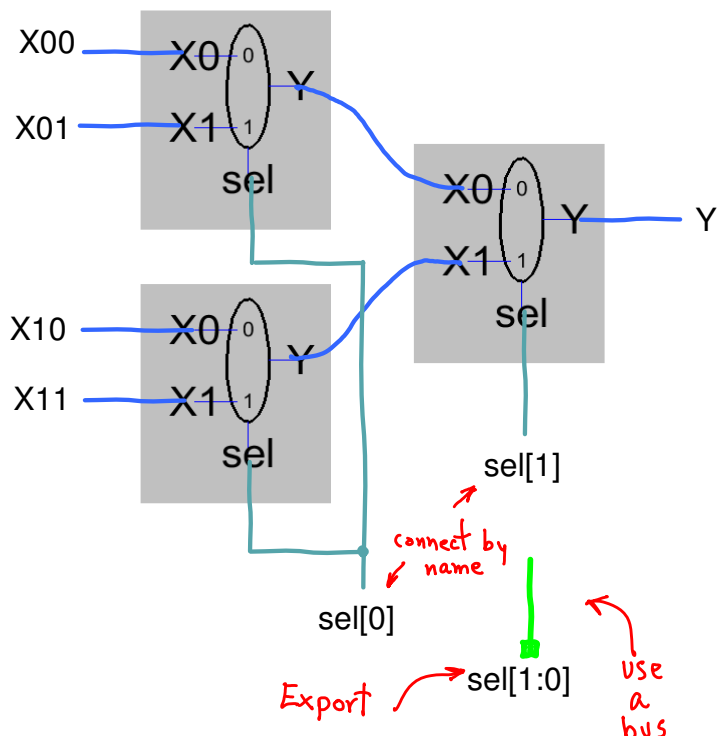 X00
X0
0
Y
X01
X1
1
sel
X0
0
Y
Y
X1
1
sel
X10
X0
0
Y
X11
X1
1
sel
sel[1]
connect by
name
sel[0]
sel[1:0]
Export
use
a
bus